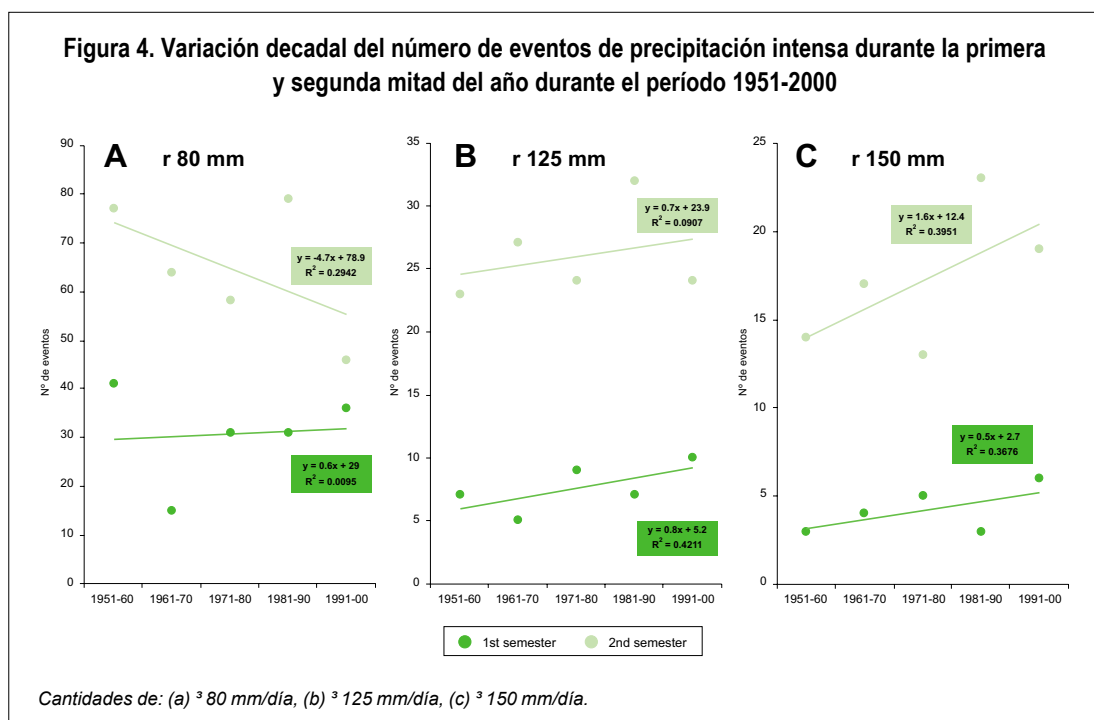 Figura 4. Variación decadal del número de eventos de precipitación intensa durante la primera
y segunda mitad del año durante el período 1951-2000
A r 80 mm
Nº de eventos
90
80
70
60
50
40
30
20
10
0
y = -4.7x + 78.9
R² = 0.2942
y = 0.6x + 29
R² = 0.0095
1951-60 1961-70 1971-80 1981-90 1991-00
B r 125 mm
Nº de eventos
35
30
25
20
15
10
5
0
y = 0.7x + 23.9
R² = 0.0907
y = 0.8x + 5.2
R² = 0.4211
1951-60 1961-70 1971-80 1981-90 1991-00
C r 150 mm
Nº de eventos
25
20
15
10
5
0
y = 1.6x + 12.4
R² = 0.3951
y = 0.5x + 2.7
R² = 0.3676
1951-60 1961-70 1971-80 1981-90 1991-00
1st semester 2nd semester
Cantidades de: (a) ³ 80 mm/día, (b) ³ 125 mm/día, (c) ³ 150 mm/día.